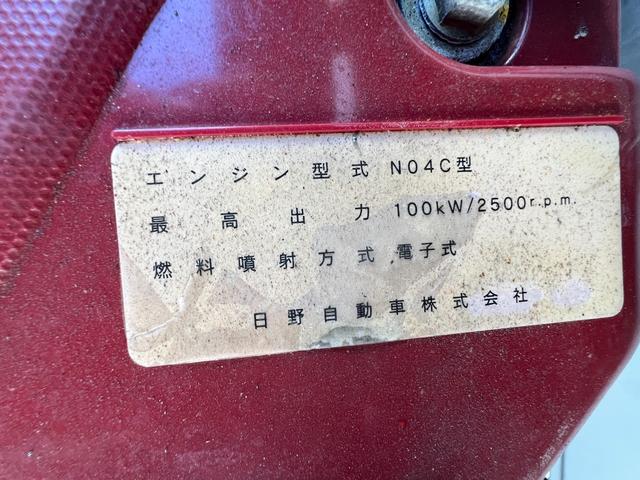 エンジン型式 N04C型
最高出力 100kW/2500r.p.m.
燃料噴射方式 電子式
日野自動車株式会社